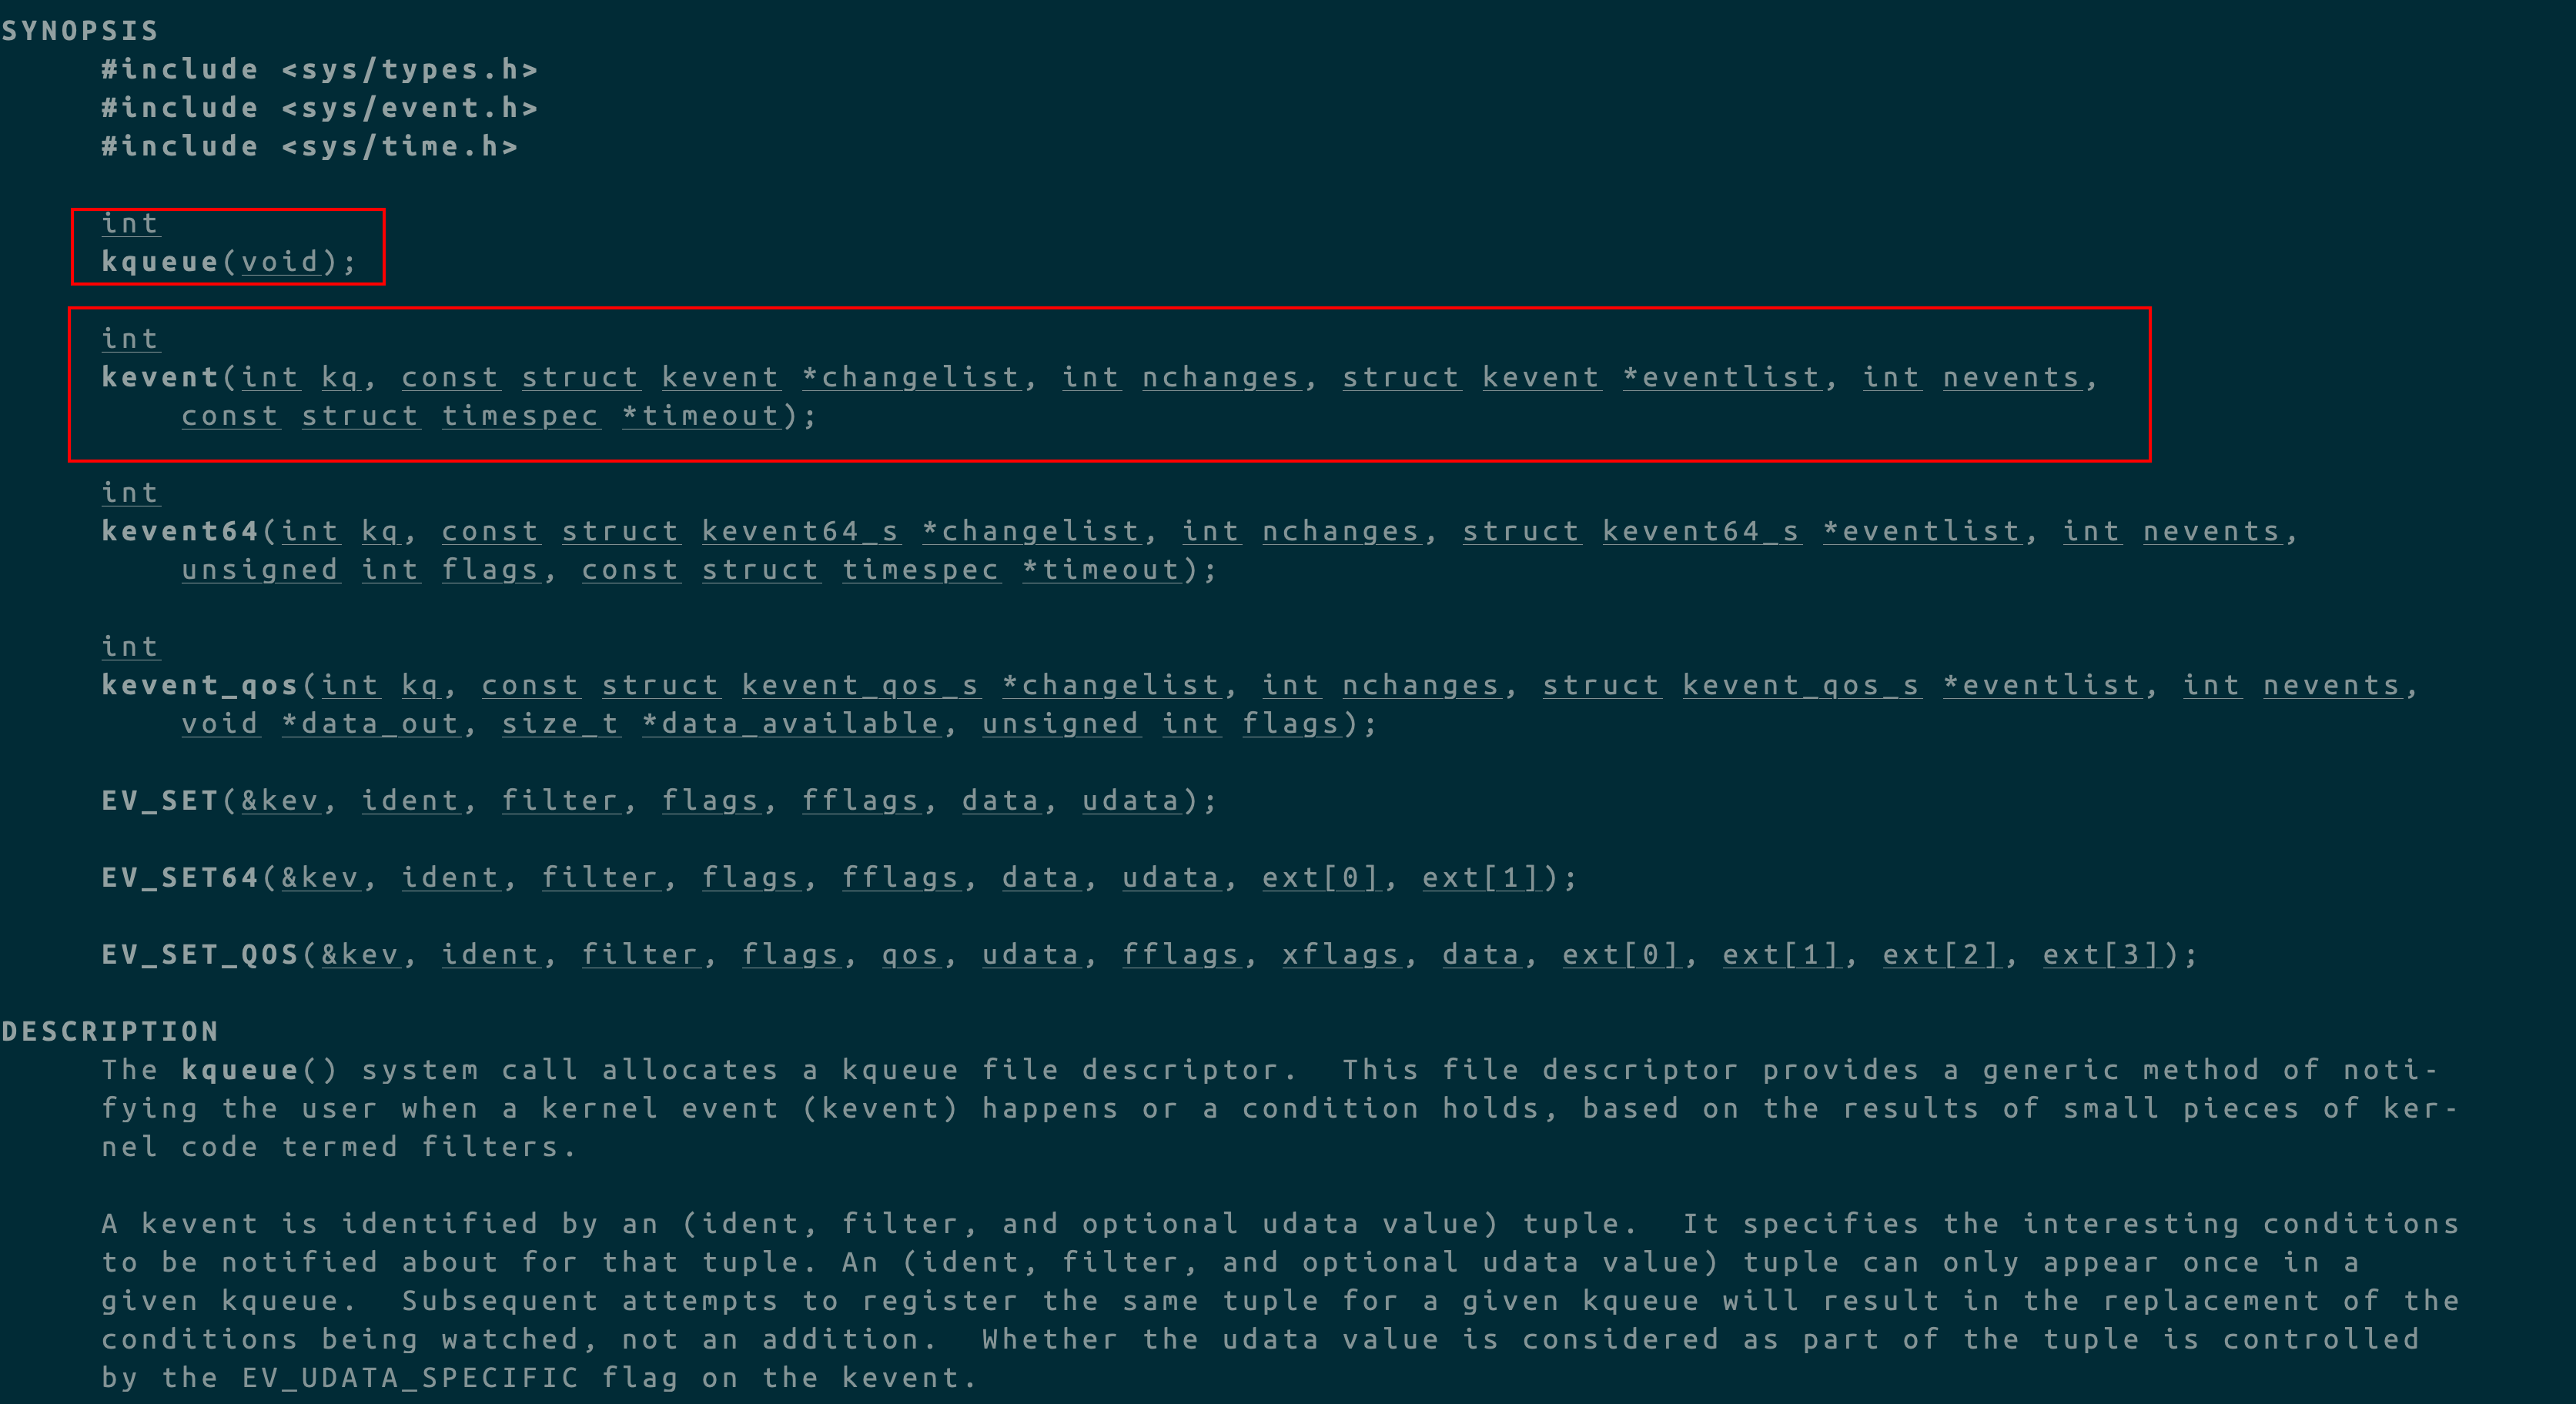 SYNOPSIS
#include <sys/types.h>
#include <sys/event.h>
#include <sys/time.h>
int
kqueue(void);
int
kevent(int kq, const struct kevent *changelist, int nchanges, struct kevent *eventlist, int nevents,
const struct timespec *timeout);
int
kevent64(int kq, const struct kevent64_s *changelist, int nchanges, struct kevent64_s *eventlist, int nevents,
unsigned int flags, const struct timespec *timeout);
int
kevent_qos(int kq, const struct kevent_qos_s *changelist, int nchanges, struct kevent_qos_s *eventlist, int nevents,
void *data_out, size_t *data_available, unsigned int flags);
EV_SET(&kev, ident, filter, flags, fflags, data, udata);
EV_SET64(&kev, ident, filter, flags, fflags, data, udata, ext[0], ext[1]);
EV_SET_QOS(&kev, ident, filter, flags, qos, udata, fflags, xflags, data, ext[0], ext[1], ext[2], ext[3]);
DESCRIPTION
The kqueue() system call allocates a kqueue file descriptor.  This file descriptor provides a generic method of noti-
fying the user when a kernel event (kevent) happens or a condition holds, based on the results of small pieces of ker-
nel code termed filters.
A kevent is identified by an (ident, filter, and optional udata value) tuple.  It specifies the interesting conditions
to be notified about for that tuple. An (ident, filter, and optional udata value) tuple can only appear once in a
given kqueue.  Subsequent attempts to register the same tuple for a given kqueue will result in the replacement of the
conditions being watched, not an addition.  Whether the udata value is considered as part of the tuple is controlled
by the EV_UDATA_SPECIFIC flag on the kevent.